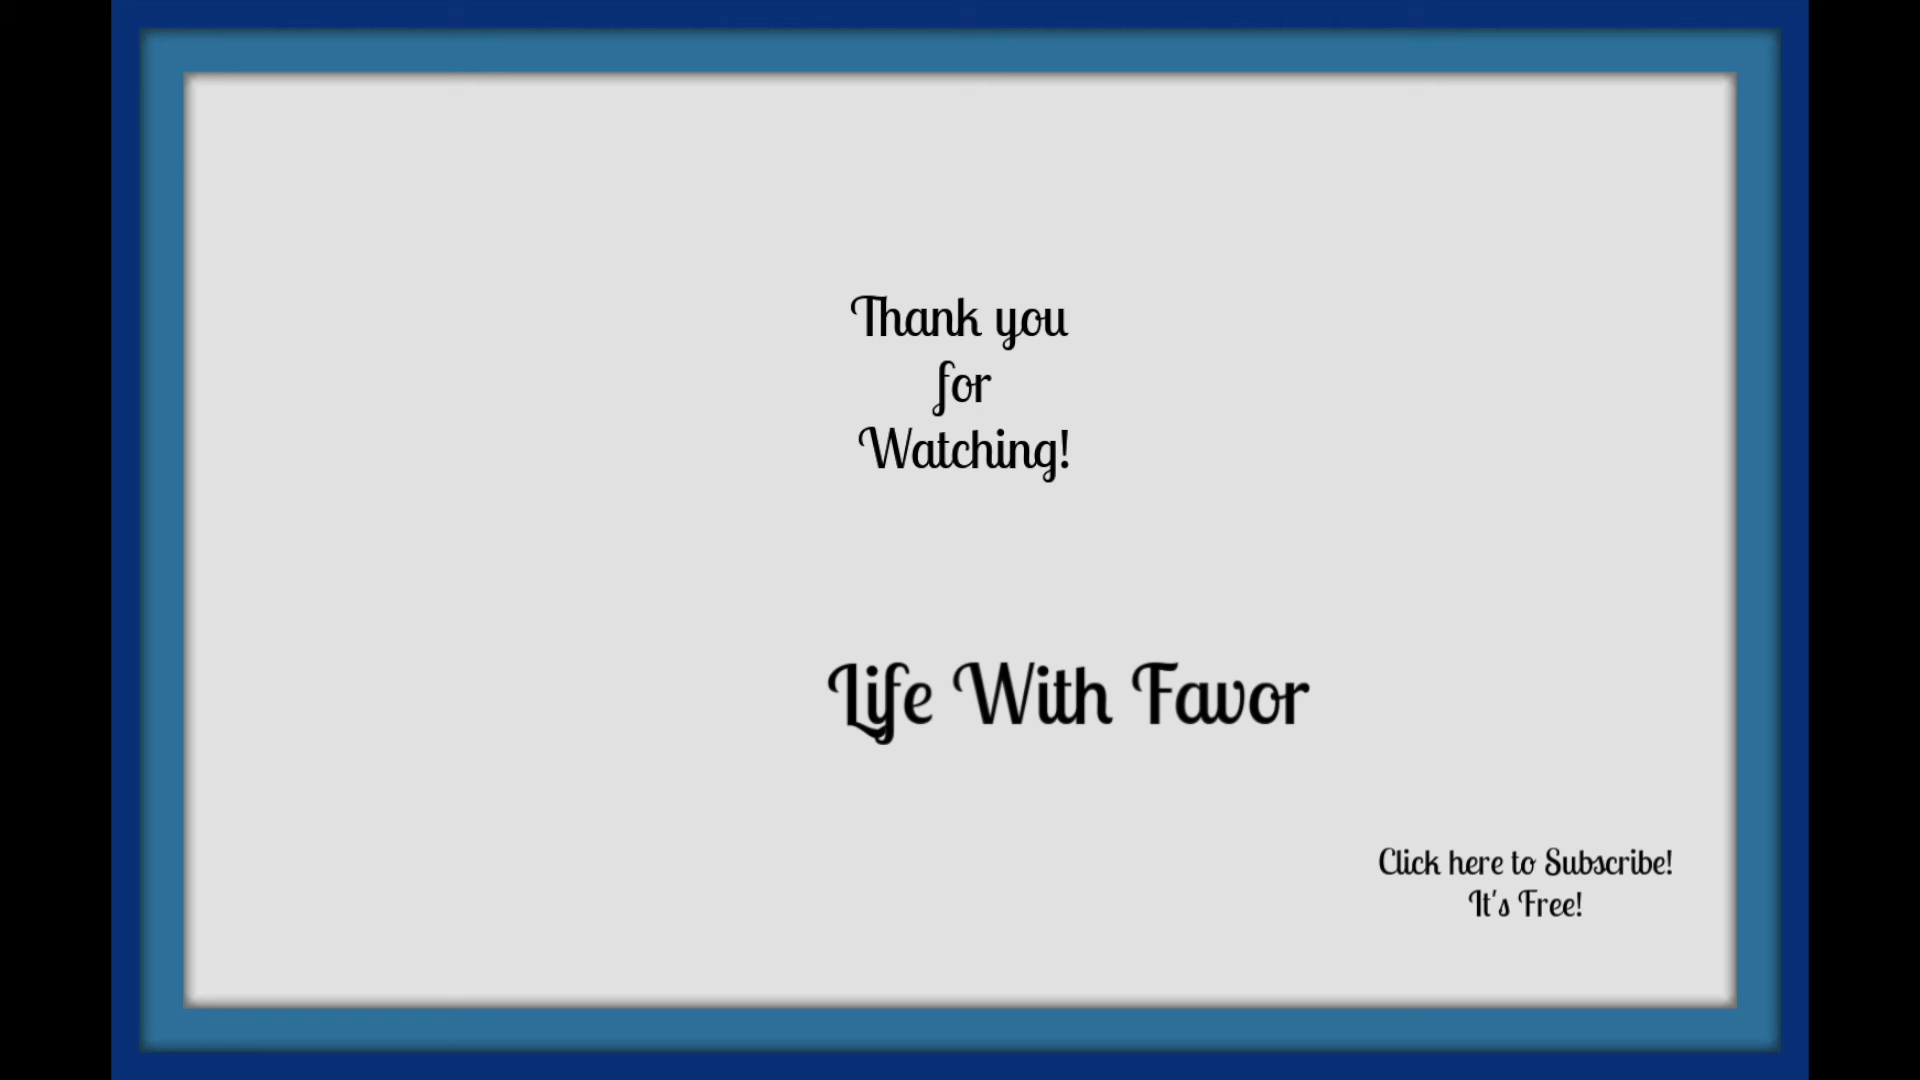 Thank you
for
Watching!
Life With Favor
Click here to Subscribe!
It's Free!